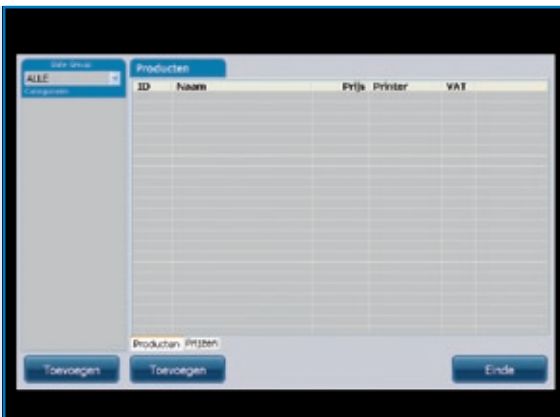 ALLE
Categorieën
Producten
ID Naam Prijs Printer VAT
Producten Prijzen
Toevoegen Toevoegen Einde